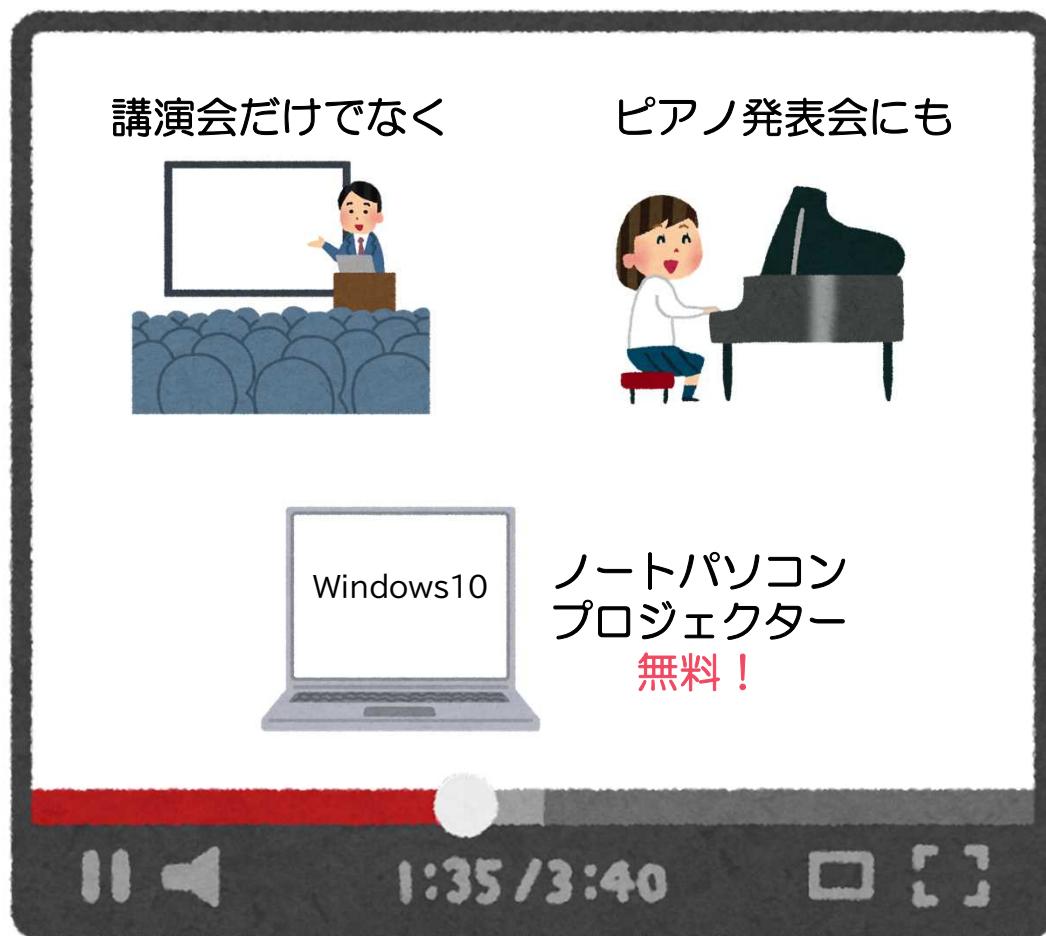 講演会だけでなく
ピアノ発表会にも
Windows10
ノートパソコン
プロジェクター
無料！
1:35/3:40